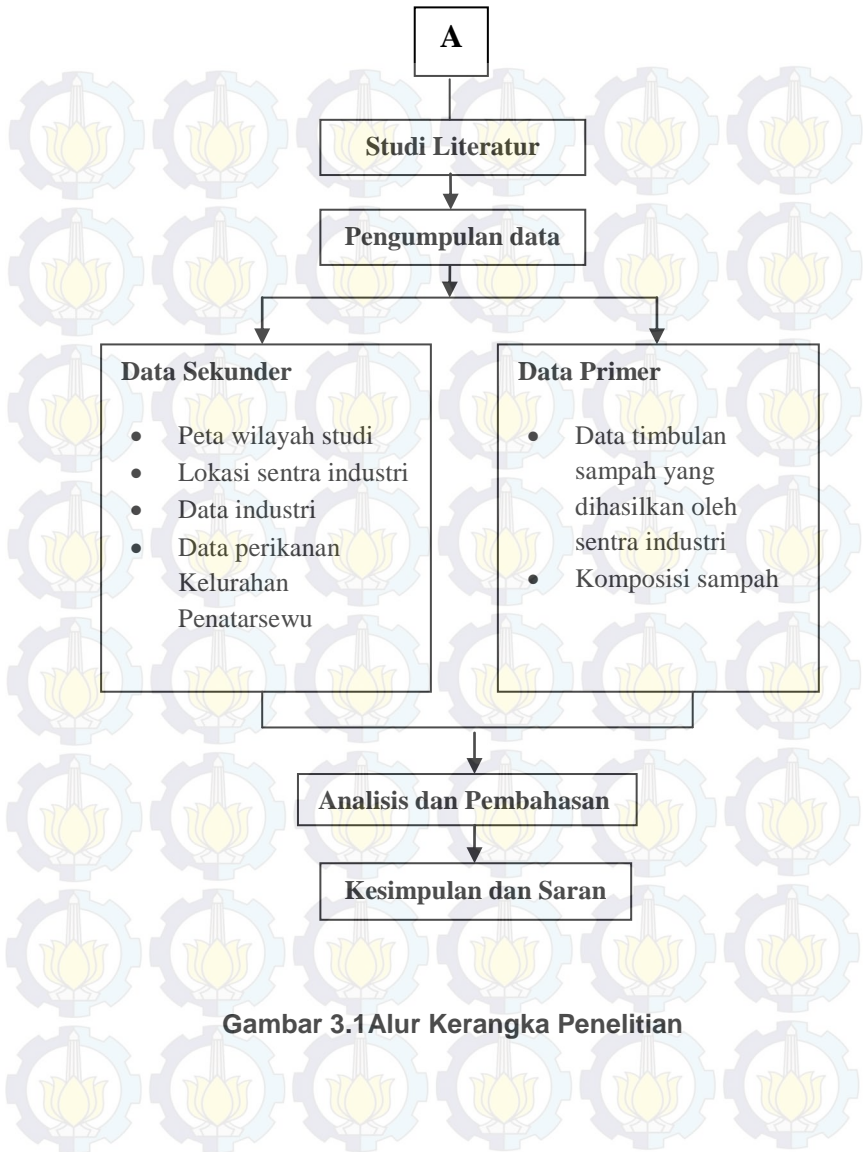 A
Studi Literatur
Pengumpulan data
Data Sekunder
• Peta wilayah studi
• Lokasi sentra industri
• Data industri
• Data perikanan
Kelurahan
Penatarsewu
Data Primer
• Data timbulan
sampah yang
dihasilkan oleh
sentra industri
• Komposisi sampah
Analisis dan Pembahasan
Kesimpulan dan Saran
Gambar 3.1Alur Kerangka Penelitian